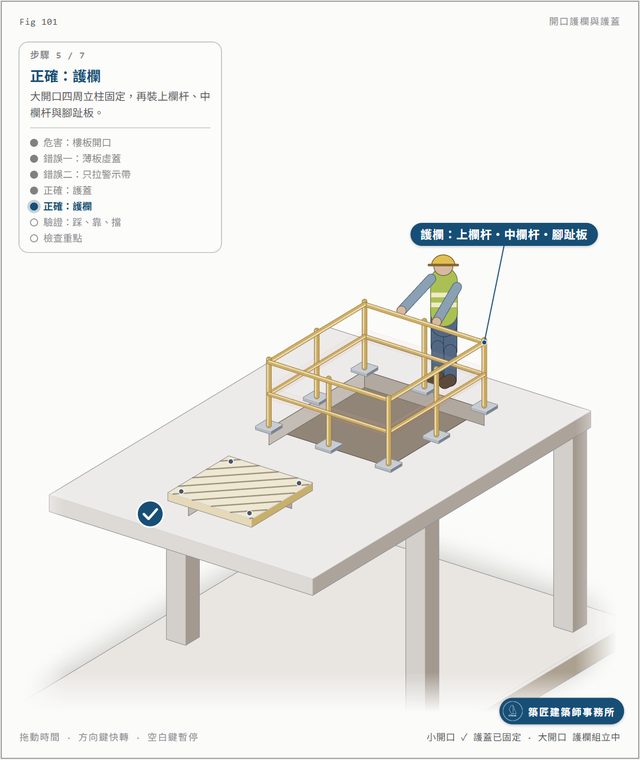 Fig 101
開口護欄與護蓋
步驟 5 / 7
正確：護欄
大開口四周立柱固定，再裝上欄杆、中
欄杆與腳趾板。
危害：樓板開口
錯誤一：薄板虛蓋
錯誤二：只拉警示帶
正確：護蓋
正確：護欄
驗證：踩、靠、擋
檢查重點
護欄：上欄杆・中欄杆・腳趾板
築匠建築師事務所
拖動時間 · 方向鍵快轉 · 空白鍵暫停
小開口 ✓ 護蓋已固定 · 大開口 護欄組立中